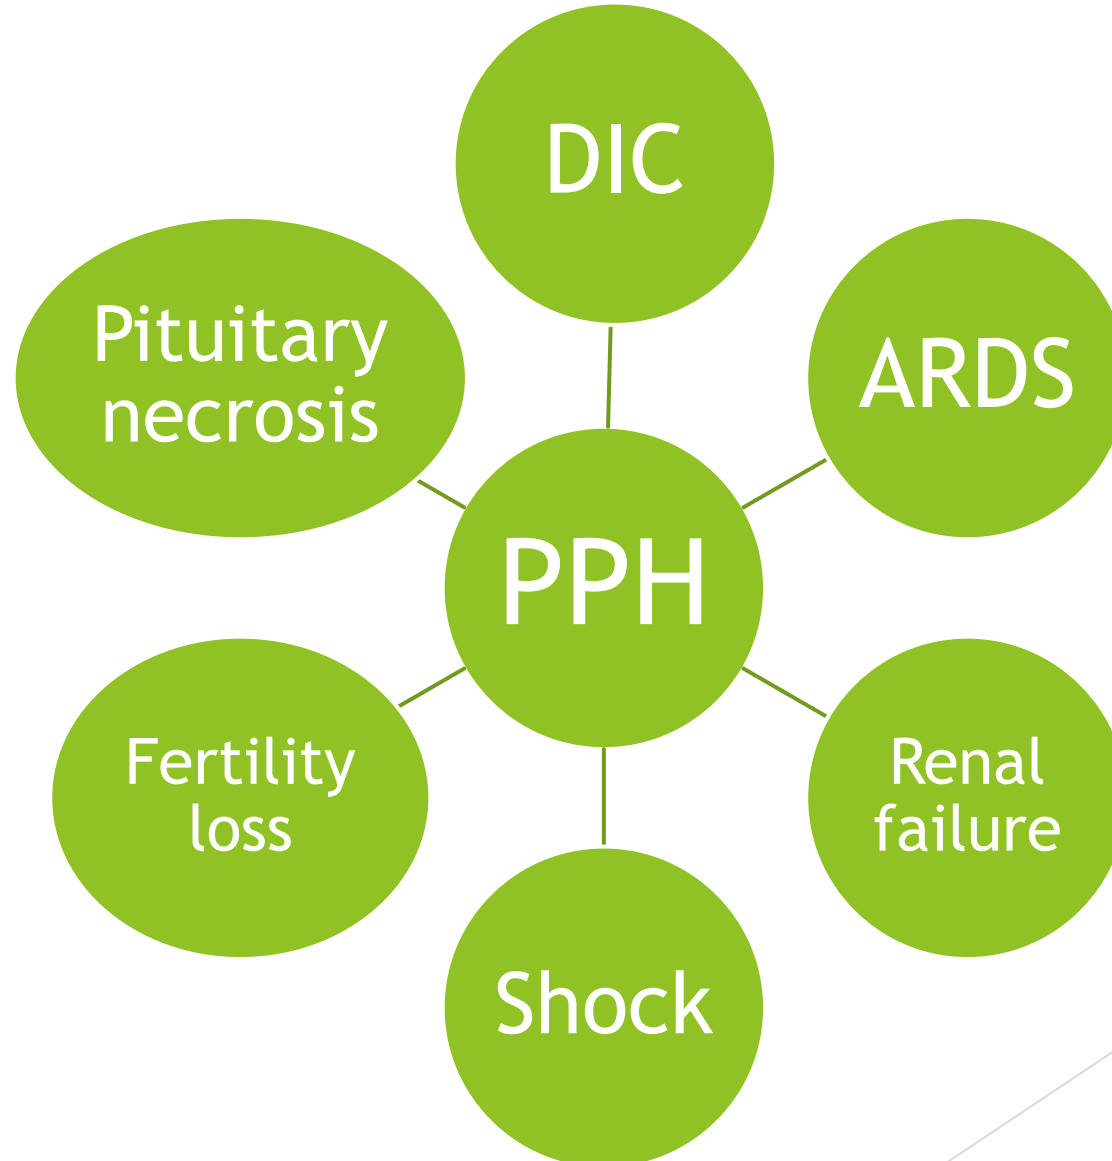 DIC
Pituitary
necrosis
ARDS
PPH
Fertility
loss
Renal
failure
Shock